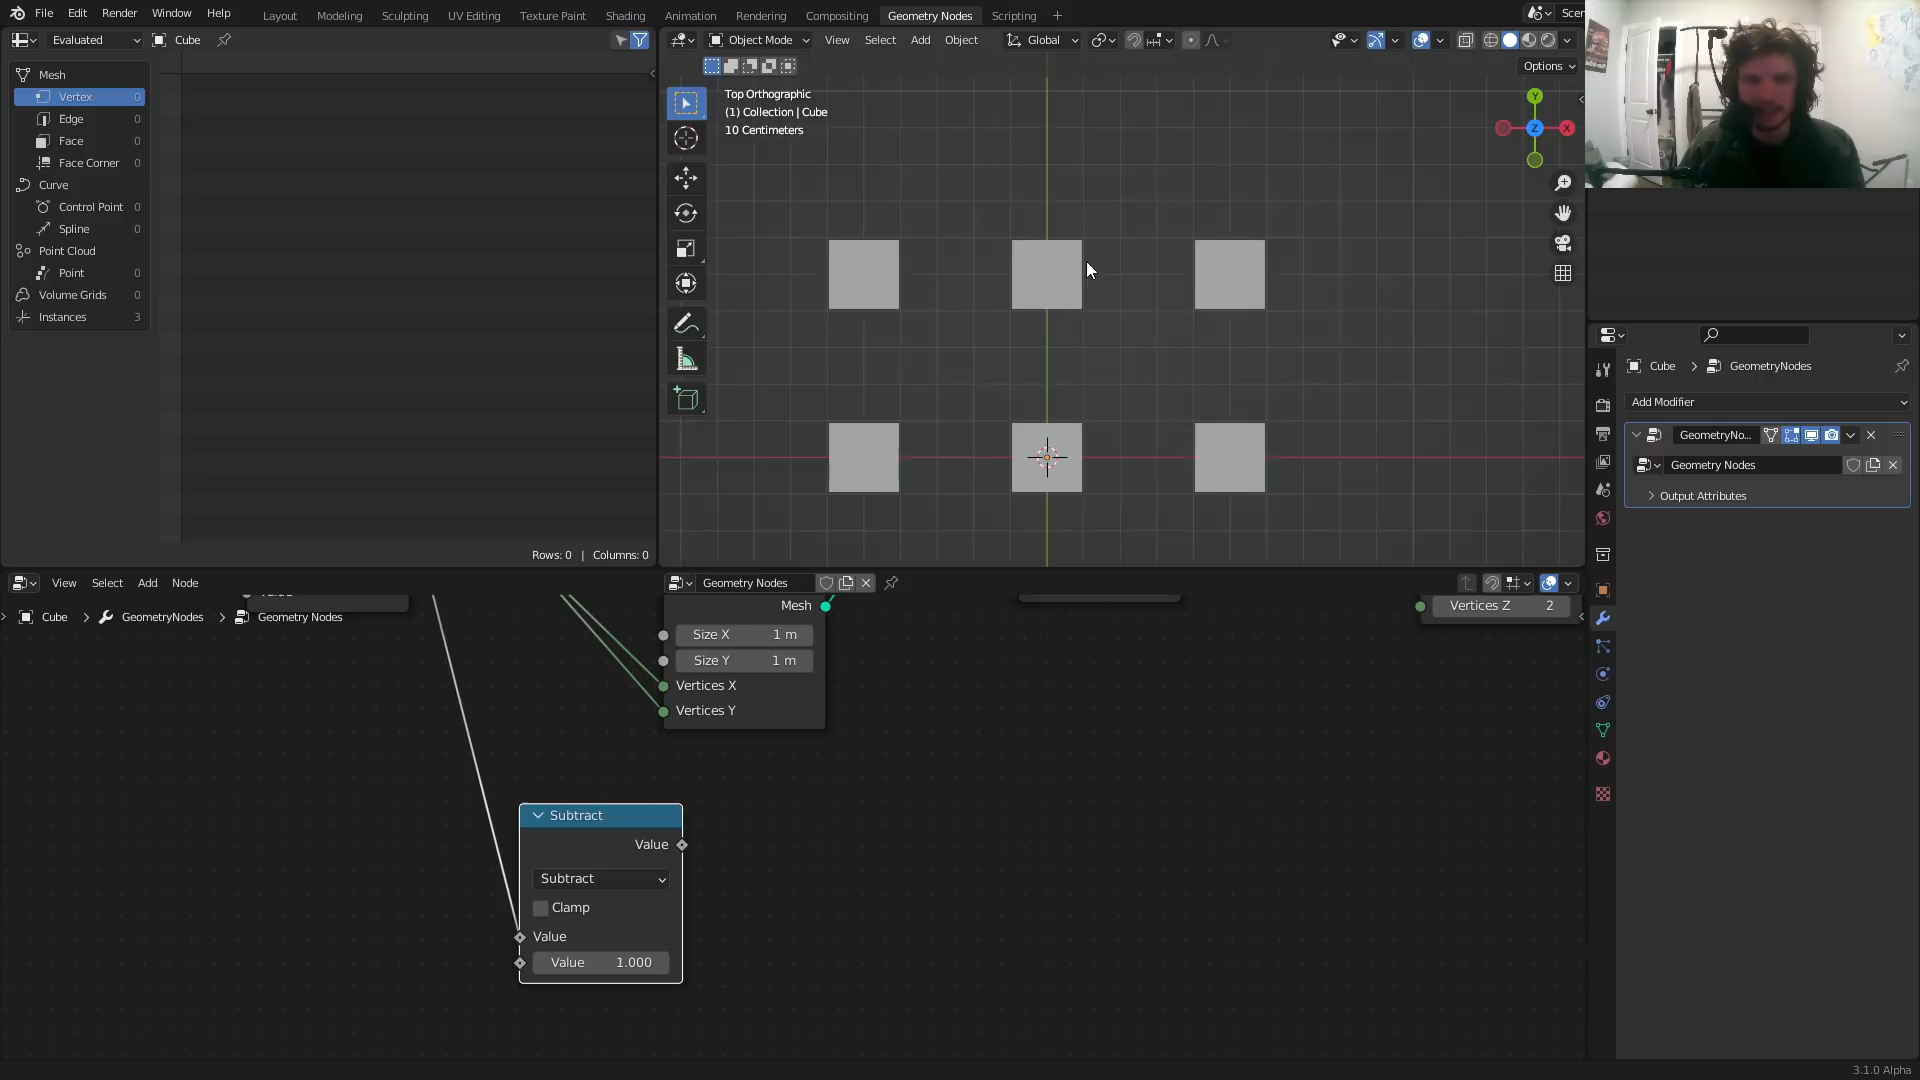 File Edit Render Window Help
Layout Modeling Sculpting UV Editing Texture Paint Shading Animation Rendering Compositing Geometry Nodes Scripting
Scen
Evaluated Cube
Mesh
Vertex 0
Edge 0
Face 0
Face Corner 0
Curve
Control Point 0
Spline 0
Point Cloud
Point 0
Volume Grids 0
Instances 3
Rows: 0 | Columns: 0
Object Mode View Select Add Object Global
Options
Top Orthographic
(1) Collection | Cube
10 Centimeters
Y
Z
X
Cube GeometryNodes
Add Modifier
GeometryNo...
Geometry Nodes
Output Attributes
View Select Add Node Geometry Nodes
Cube GeometryNodes Geometry Nodes
Mesh
Size X 1 m
Size Y 1 m
Vertices X
Vertices Y
Vertices Z 2
Subtract
Value
Subtract
Clamp
Value
Value 1.000
3.1.0 Alpha